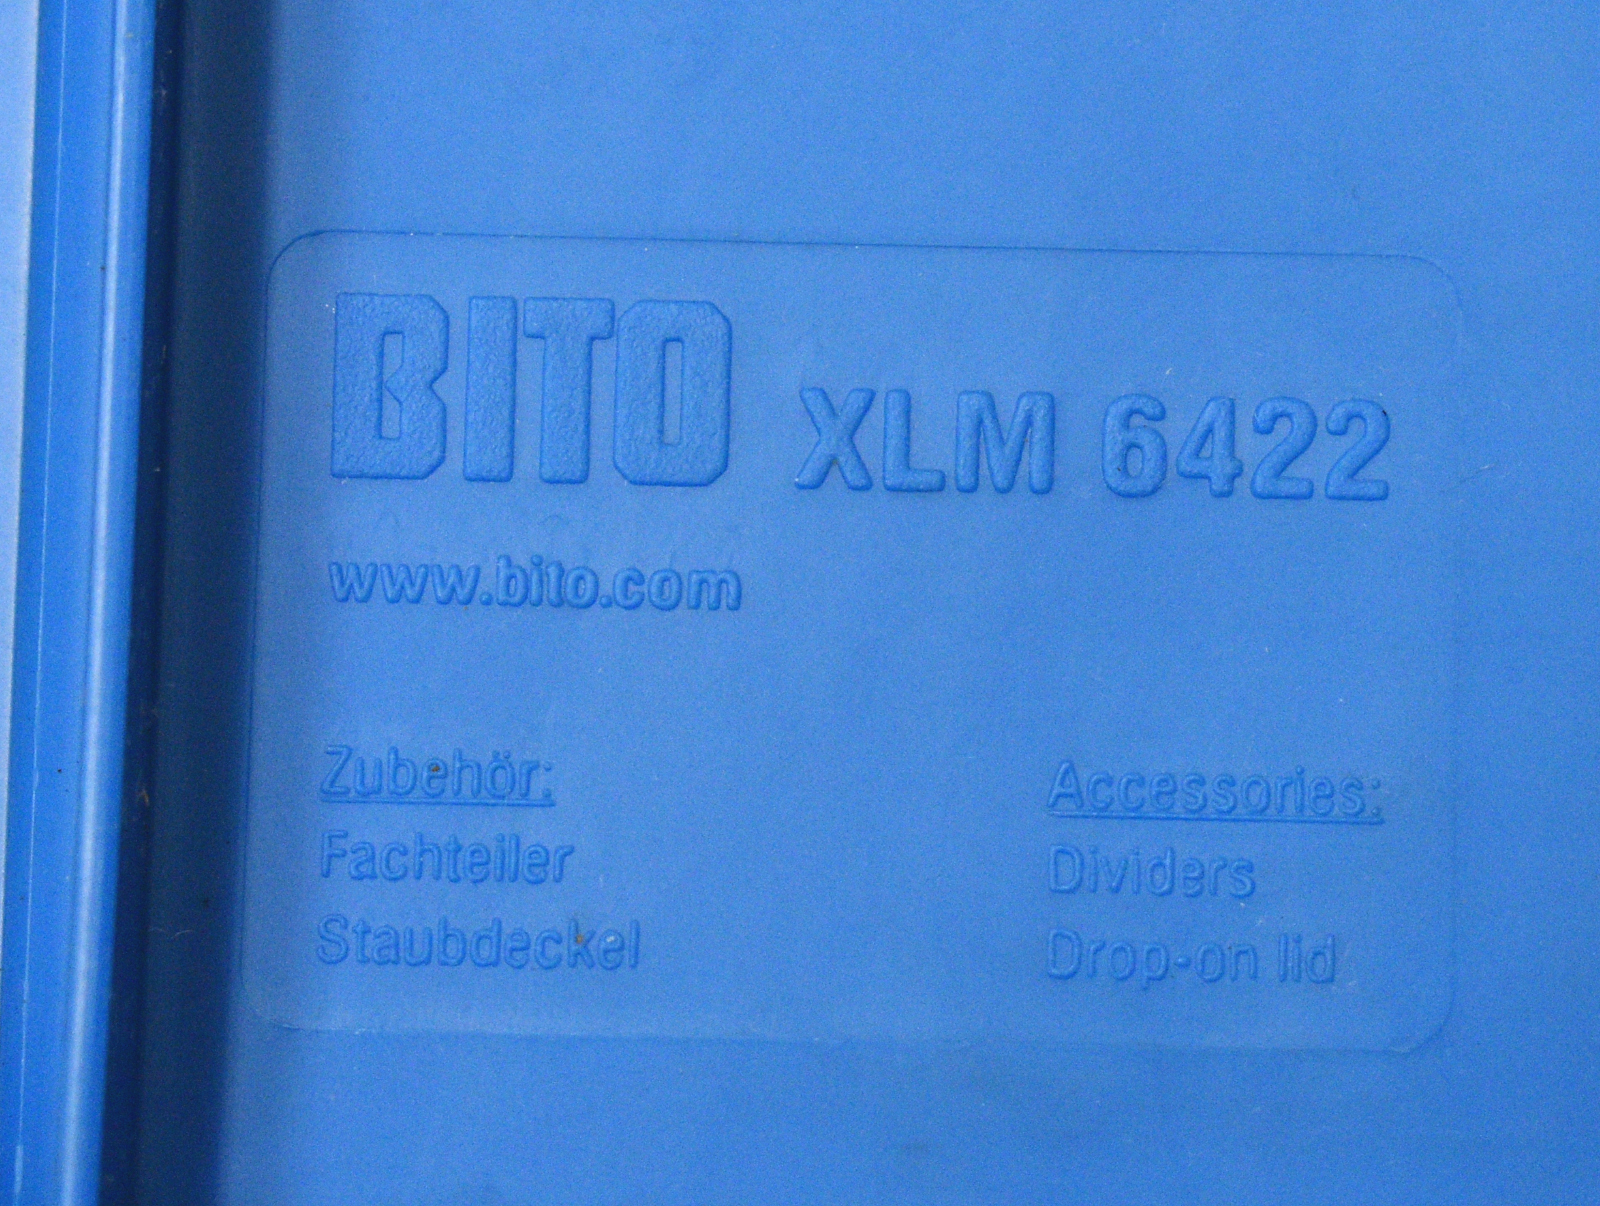 BITO XLM 6422
www.bito.com
Zubehör:
Fachteiler
Staubdeckel
Accessories:
Dividers
Drop-on lid